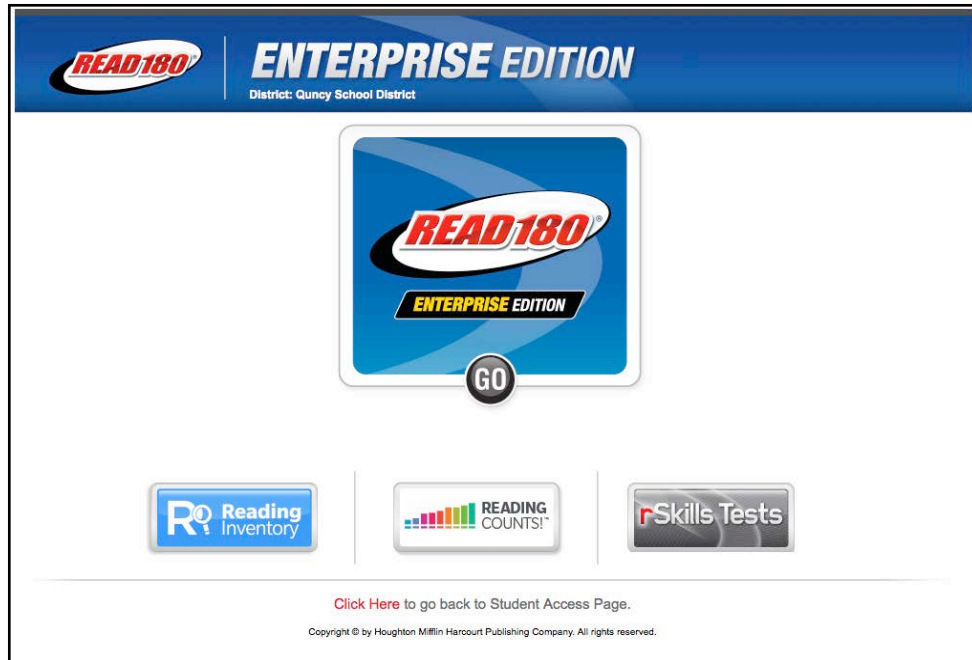 READ180® ENTERPRISE EDITION
District: Quncy School District
READ180®
ENTERPRISE EDITION
GO
R Reading Inventory
READING COUNTS!™
rSkills Tests
Click Here to go back to Student Access Page.
Copyright © by Houghton Mifflin Harcourt Publishing Company. All rights reserved.